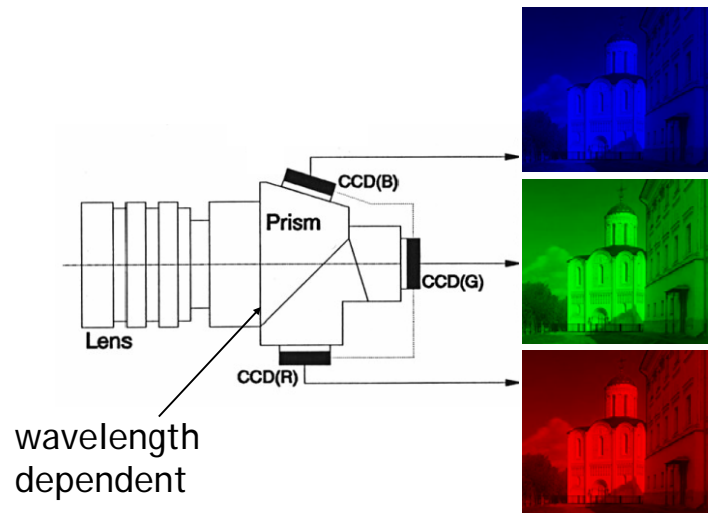 CCD(B)
Prism
CCD(G)
Lens
CCD(R)
wavelength
dependent